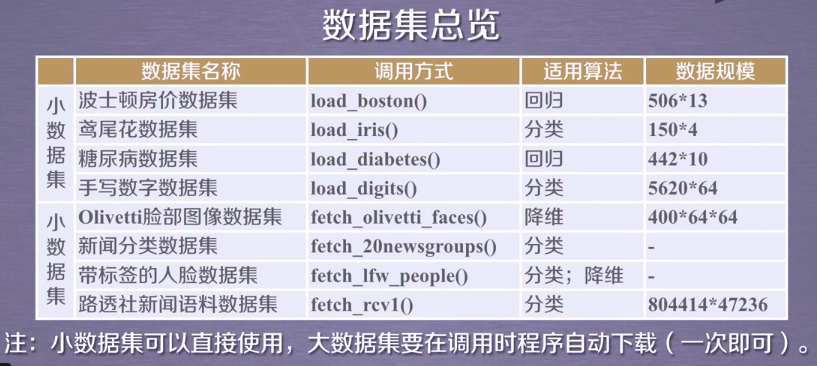 数据集总览
数据集名称 调用方式 适用算法 数据规模
小数据集
波士顿房价数据集 load_boston() 回归 506*13
鸢尾花数据集 load_iris() 分类 150*4
糖尿病数据集 load_diabetes() 回归 442*10
手写数字数据集 load_digits() 分类 5620*64
小数据集
Olivetti脸部图像数据集 fetch_olivetti_faces() 降维 400*64*64
新闻分类数据集 fetch_20newsgroups() 分类 -
带标签的人脸数据集 fetch_lfw_people() 分类；降维 -
路透社新闻语料数据集 fetch_rcv1() 分类 804414*47236
注：小数据集可以直接使用，大数据集要在调用时程序自动下载（一次即可）。